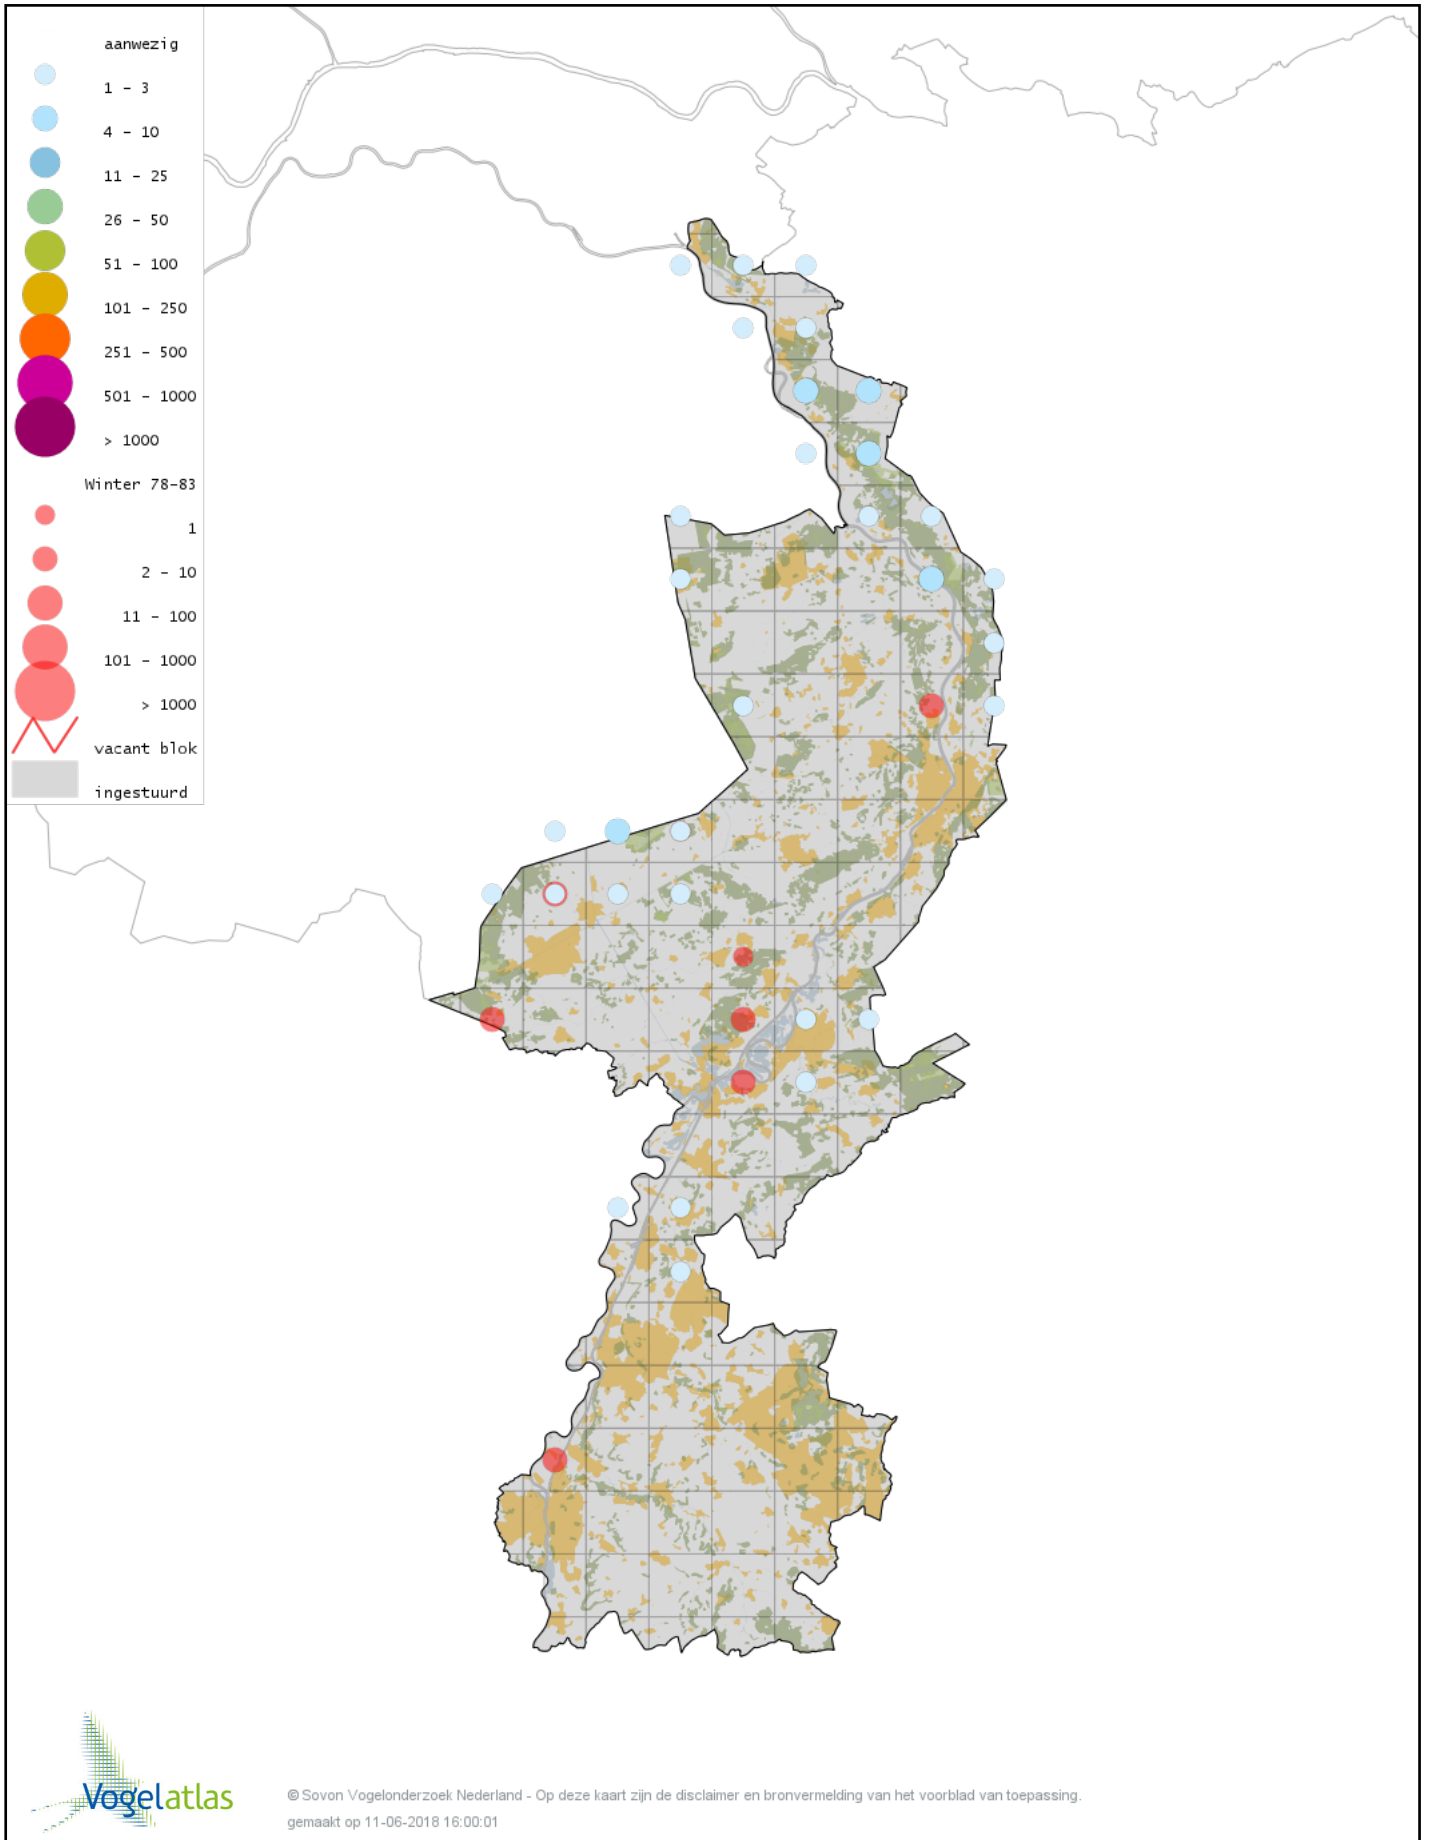 aanwezig
1 – 3
4 – 10
11 – 25
26 – 50
51 – 100
101 – 250
251 – 500
501 – 1000
> 1000
Winter 78-83
1
2 – 10
11 – 100
101 – 1000
> 1000
vacant blok
ingestuurd
Vogelatlas
© Sovon Vogelonderzoek Nederland - Op deze kaart zijn de disclaimer en bronvermelding van het voorblad van toepassing.
gemaakt op 11-06-2018 16:00:01